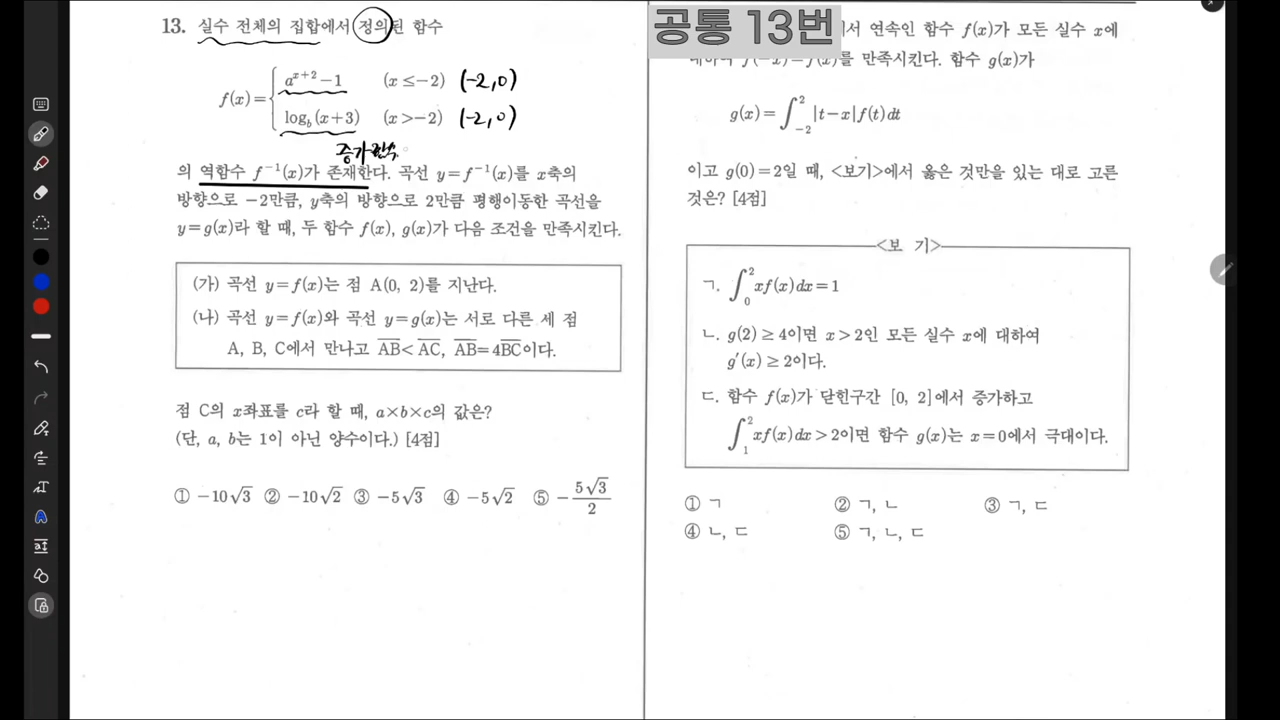 13. 실수 전체의 집합에서 정의된 함수
f(x) = { a^{x+2} - 1 (x ≤ -2) (-2, 0)
log_b(x+3) (x > -2) (-2, 0)
증가함수
의 역함수 f^{-1}(x)가 존재한다. 곡선 y = f^{-1}(x)를 x축의
방향으로 -2만큼, y축의 방향으로 2만큼 평행이동한 곡선을
y = g(x)라 할 때, 두 함수 f(x), g(x)가 다음 조건을 만족시킨다.
(가) 곡선 y = f(x)는 점 A(0, 2)를 지난다.
(나) 곡선 y = f(x)와 곡선 y = g(x)는 서로 다른 세 점
A, B, C에서 만나고 \overline{AB} < \overline{AC}, \overline{AB} = 4\overline{BC}이다.
점 C의 x좌표를 c라 할 때, a×b×c의 값은?
(단, a, b는 1이 아닌 양수이다.) [4점]
① -10√3 ② -10√2 ③ -5√3 ④ -5√2 ⑤ -\frac{5√3}{2}
공통 13번
서 연속인 함수 f(x)가 모든 실수 x에
f(-x) = f(x)를 만족시킨다. 함수 g(x)가
g(x) = ∫_{-2}^{2} |t-x| f(t) dt
이고 g(0) = 2일 때, <보기>에서 옳은 것만을 있는 대로 고른
것은? [4점]
<보 기>
ㄱ. ∫_{0}^{2} xf(x) dx = 1
ㄴ. g(2) ≥ 4이면 x > 2인 모든 실수 x에 대하여
g′(x) ≥ 2이다.
ㄷ. 함수 f(x)가 닫힌구간 [0, 2]에서 증가하고
∫_{1}^{2} xf(x) dx > 2이면 함수 g(x)는 x = 0에서 극대이다.
① ㄱ ② ㄱ, ㄴ ③ ㄱ, ㄷ
④ ㄴ, ㄷ ⑤ ㄱ, ㄴ, ㄷ